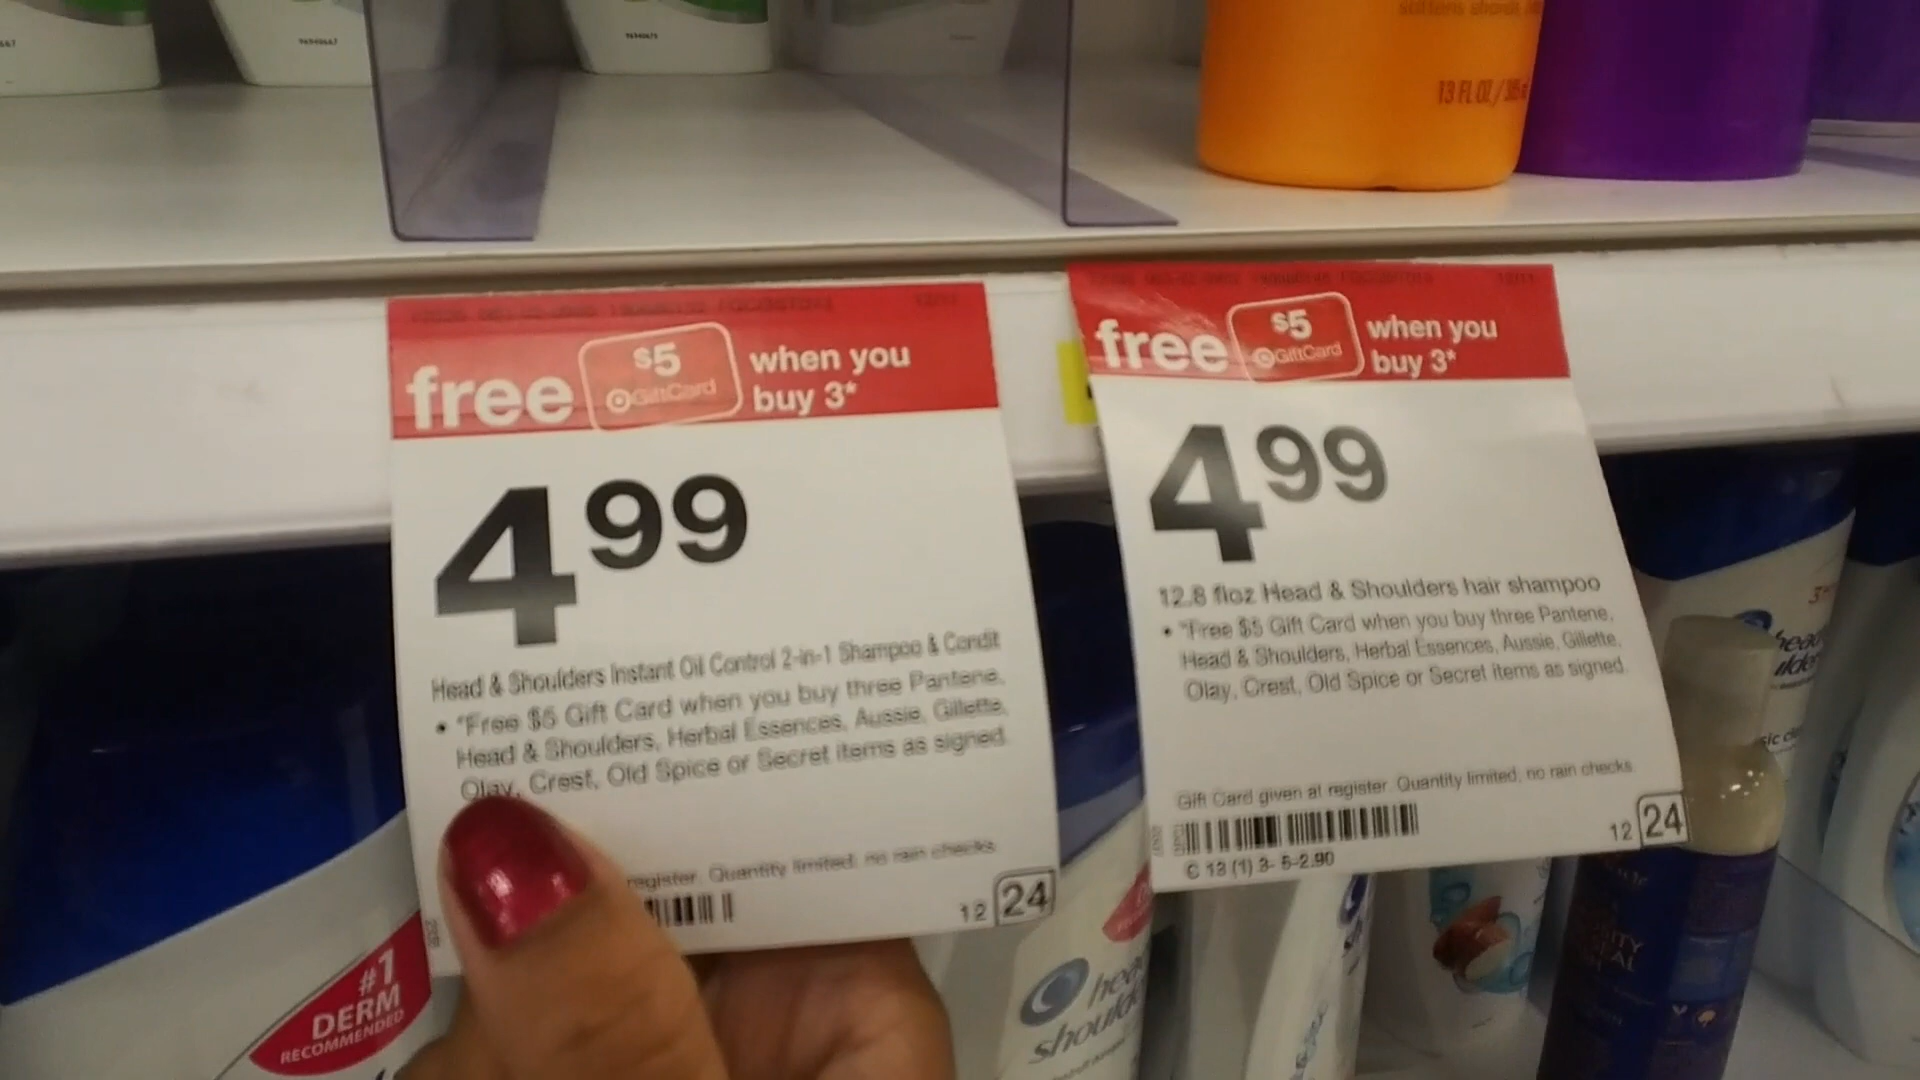 13 FL OZ /
free $5 GiftCard when you
buy 3*
4 99
Head & Shoulders Instant Oil Control 2-in-1 Shampoo & Condit
• *Free $5 Gift Card when you buy three Pantene,
Head & Shoulders, Herbal Essences, Aussie, Gillette,
Olay, Crest, Old Spice or Secret items as signed.
register. Quantity limited; no rain checks.
12 24
free $5 GiftCard when you
buy 3*
4 99
12.8 floz Head & Shoulders hair shampoo
• *Free $5 Gift Card when you buy three Pantene,
Head & Shoulders, Herbal Essences, Aussie, Gillette,
Olay, Crest, Old Spice or Secret items as signed.
Gift Card given at register. Quantity limited; no rain checks.
12 24
C 13 (1) 3- 5-2.90
#1
DERM
RECOMMENDED